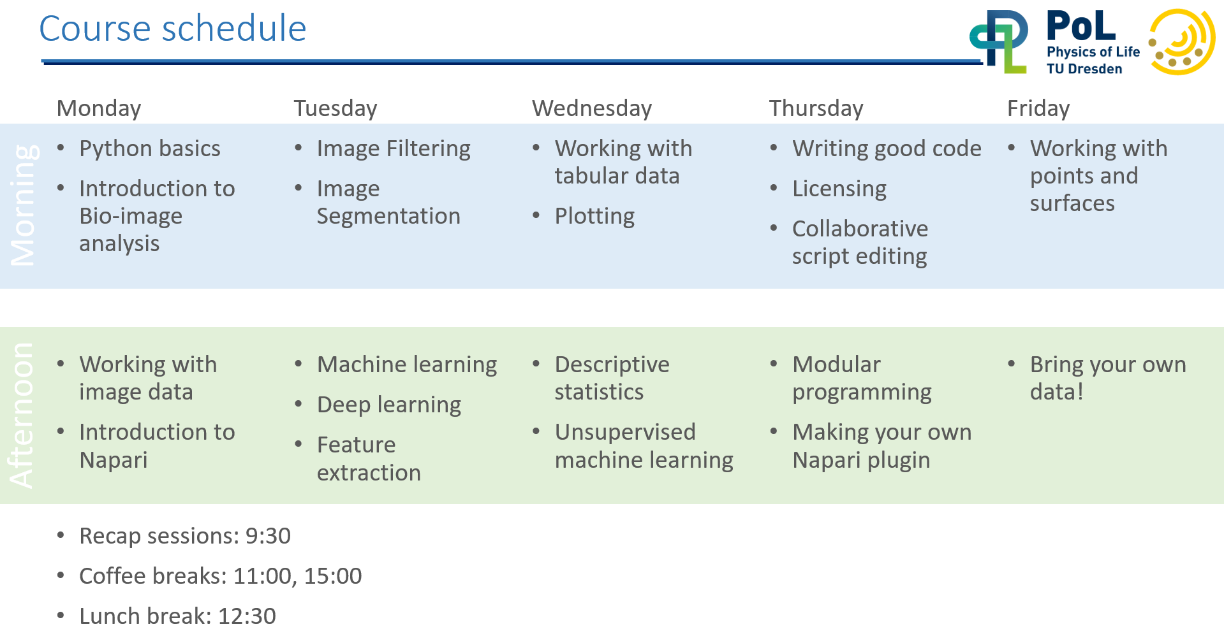 Course schedule
PoL
Physics of Life
TU Dresden
Monday
Tuesday
Wednesday
Thursday
Friday
Morning
• Python basics
• Introduction to
Bio-image
analysis
• Image Filtering
• Image
Segmentation
• Working with
tabular data
• Plotting
• Writing good code
• Licensing
• Collaborative
script editing
• Working with
points and
surfaces
Afternoon
• Working with
image data
• Introduction to
Napari
• Machine learning
• Deep learning
• Feature
extraction
• Descriptive
statistics
• Unsupervised
machine learning
• Modular
programming
• Making your own
Napari plugin
• Bring your own
data!
• Recap sessions: 9:30
• Coffee breaks: 11:00, 15:00
• Lunch break: 12:30